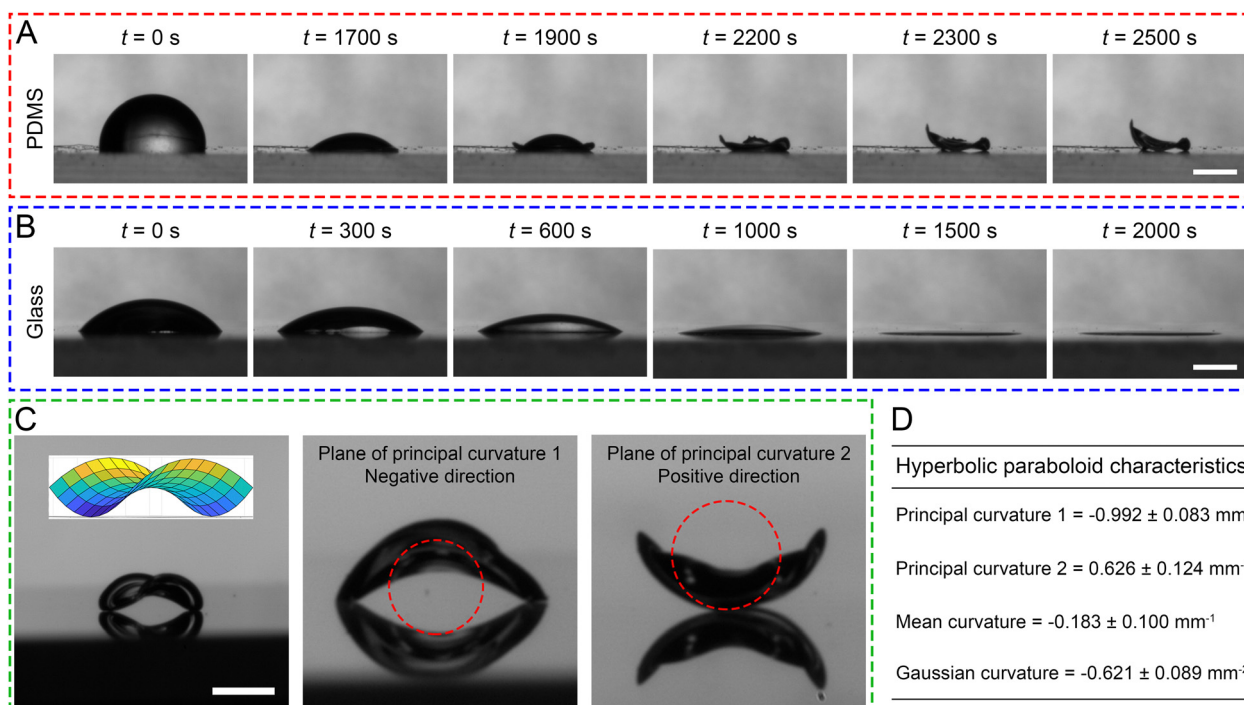 A
t = 0 s
t = 1700 s
t = 1900 s
t = 2200 s
t = 2300 s
t = 2500 s
PDMS
B
t = 0 s
t = 300 s
t = 600 s
t = 1000 s
t = 1500 s
t = 2000 s
Glass
C
Plane of principal curvature 1
Negative direction
Plane of principal curvature 2
Positive direction
D
Hyperbolic paraboloid characteristics
Principal curvature 1 = -0.992 ± 0.083 mm
Principal curvature 2 = 0.626 ± 0.124 mm⁻
Mean curvature = -0.183 ± 0.100 mm⁻¹
Gaussian curvature = -0.621 ± 0.089 mm⁻²